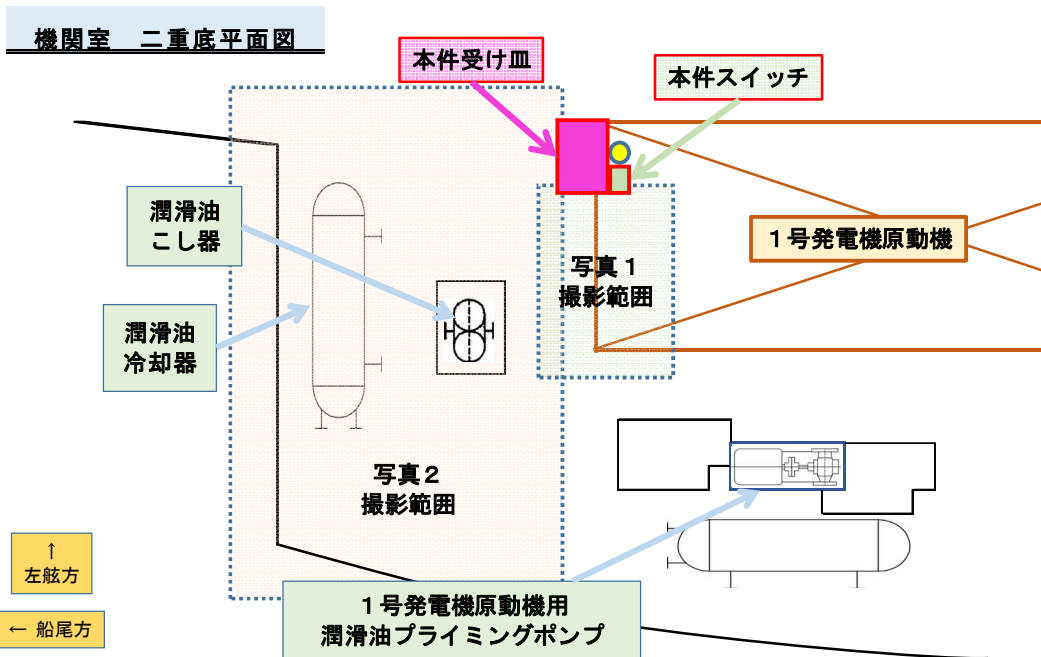 機関室　二重底平面図
本件受け皿
本件スイッチ
潤滑油
こし器
１号発電機原動機
写真１
撮影範囲
潤滑油
冷却器
写真２
撮影範囲
↑
左舷方
← 船尾方
１号発電機原動機用
潤滑油プライミングポンプ